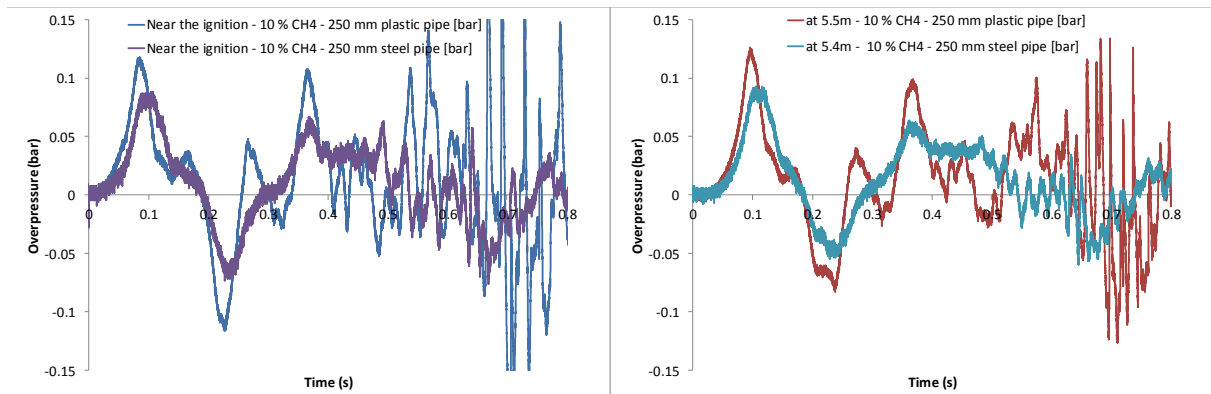 Near the ignition - 10 % CH4 - 250 mm plastic pipe [bar]
Near the ignition - 10 % CH4 - 250 mm steel pipe [bar]
0.15
0.1
0.05
0
-0.05
-0.1
-0.15
Overpressure (bar)
0 0.1 0.2 0.3 0.4 0.5 0.6 0.7 0.8
Time (s)
at 5.5m - 10 % CH4 - 250 mm plastic pipe [bar]
at 5.4m - 10 % CH4 - 250 mm steel pipe [bar]
0.15
0.1
0.05
0
-0.05
-0.1
-0.15
Overpressure (bar)
0 0.1 0.2 0.3 0.4 0.5 0.6 0.7 0.8
Time (s)